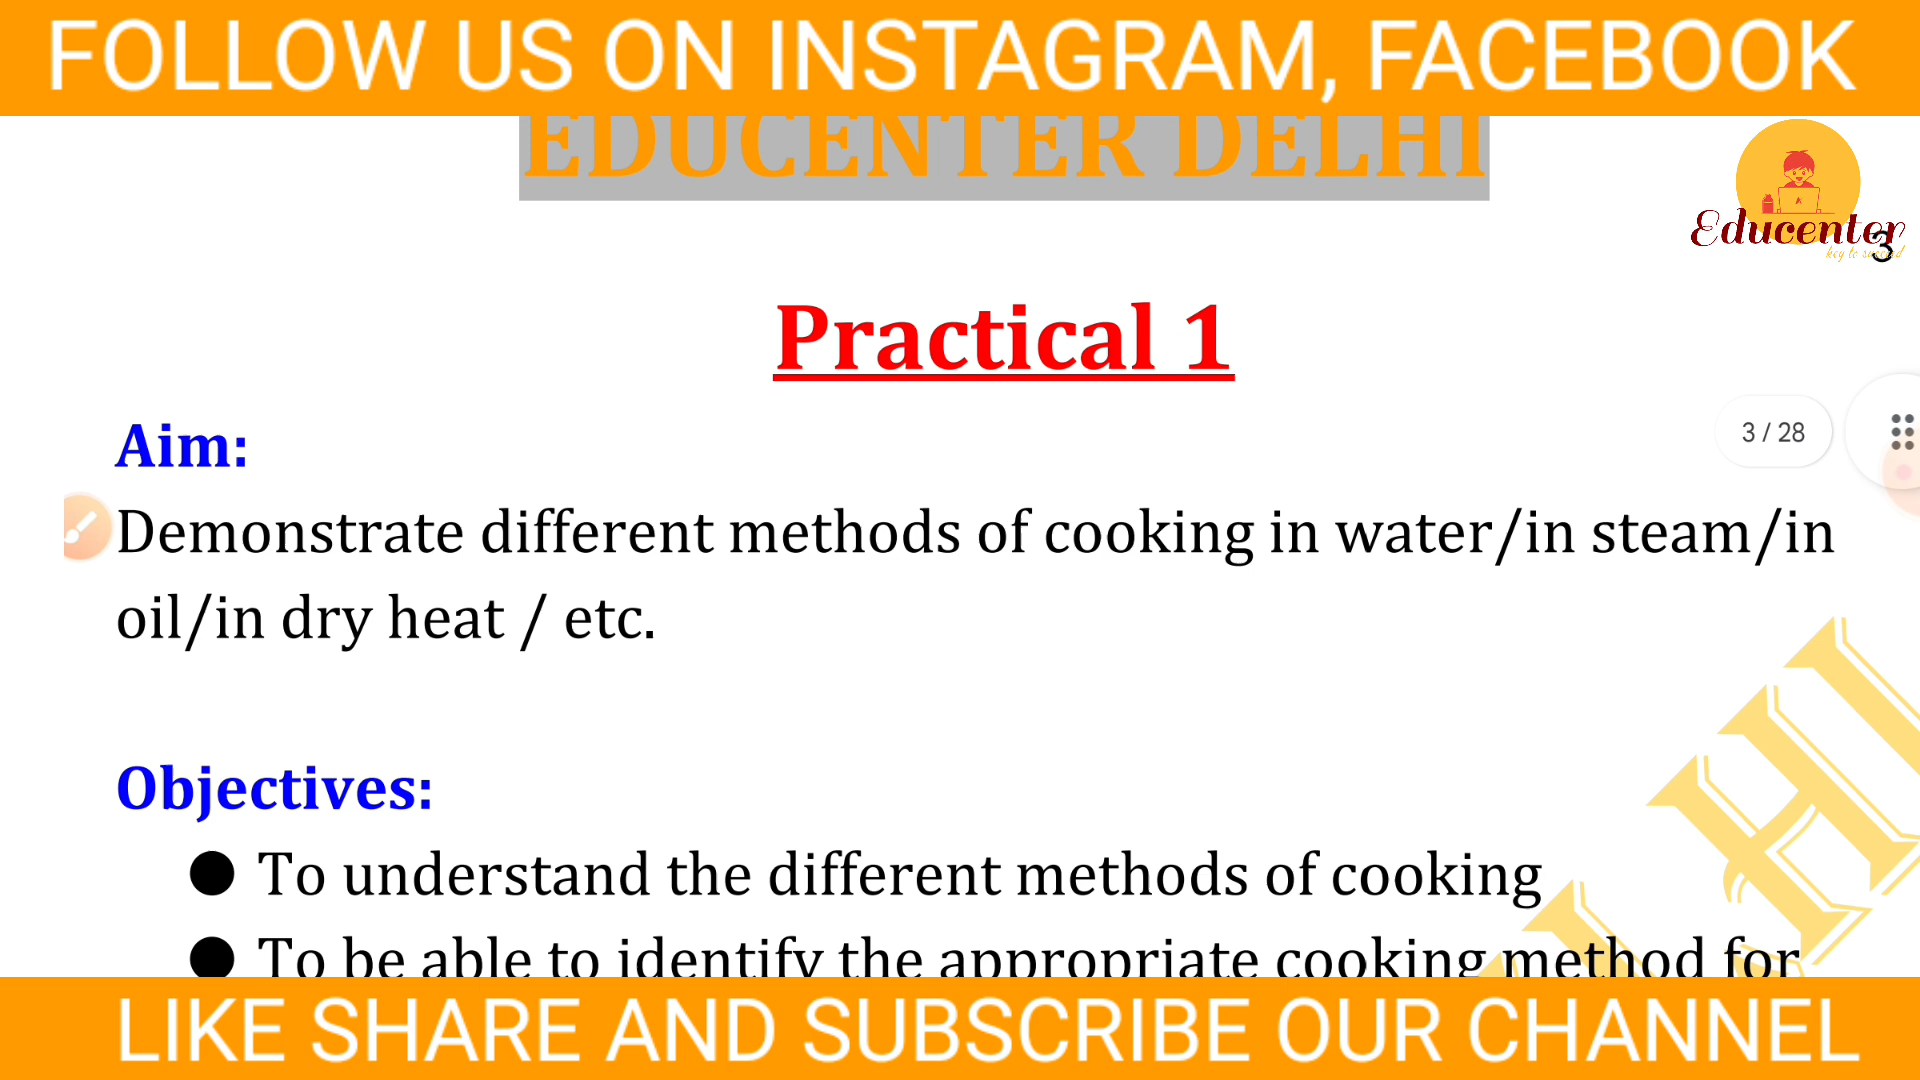 FOLLOW US ON INSTAGRAM, FACEBOOK
EDUCENTER DELHI
Educenter
3
Practical 1
Aim:
3 / 28
Demonstrate different methods of cooking in water/in steam/in
oil/in dry heat / etc.
Objectives:
● To understand the different methods of cooking
● To be able to identify the appropriate cooking method for
HI
LIKE SHARE AND SUBSCRIBE OUR CHANNEL